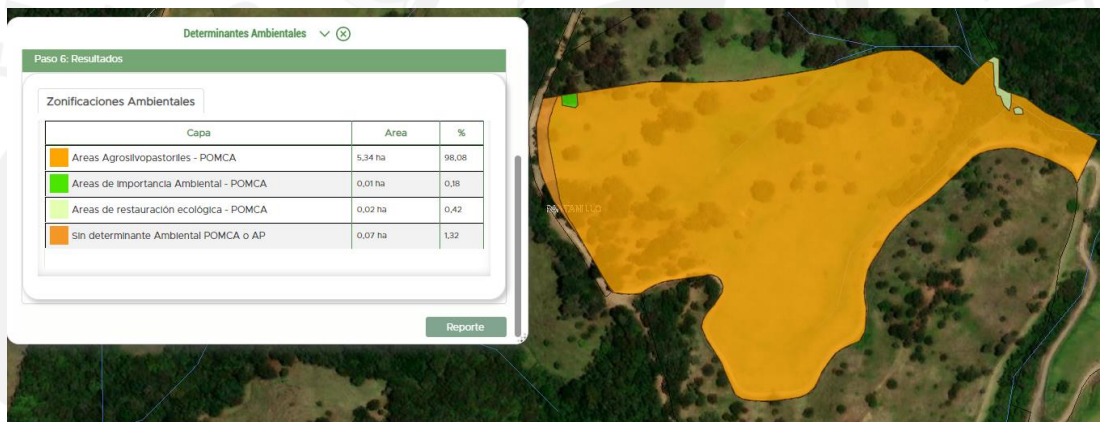 Determinantes Ambientales
Paso 6: Resultados
Zonificaciones Ambientales
Capa Area %
Areas Agrosilvopastoriles - POMCA 5,34 ha 98,08
Areas de Importancia Ambiental - POMCA 0,01 ha 0,18
Areas de restauración ecológica - POMCA 0,02 ha 0,42
Sin determinante Ambiental POMCA o AP 0,07 ha 1,32
Reporte